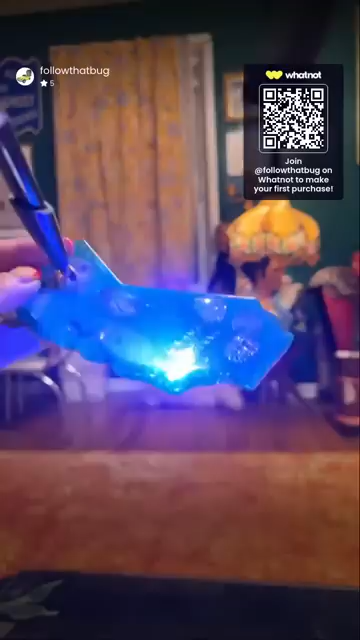 followthatbug
★ 5
whatnot
Join
@followthatbug on
Whatnot to make
your first purchase!